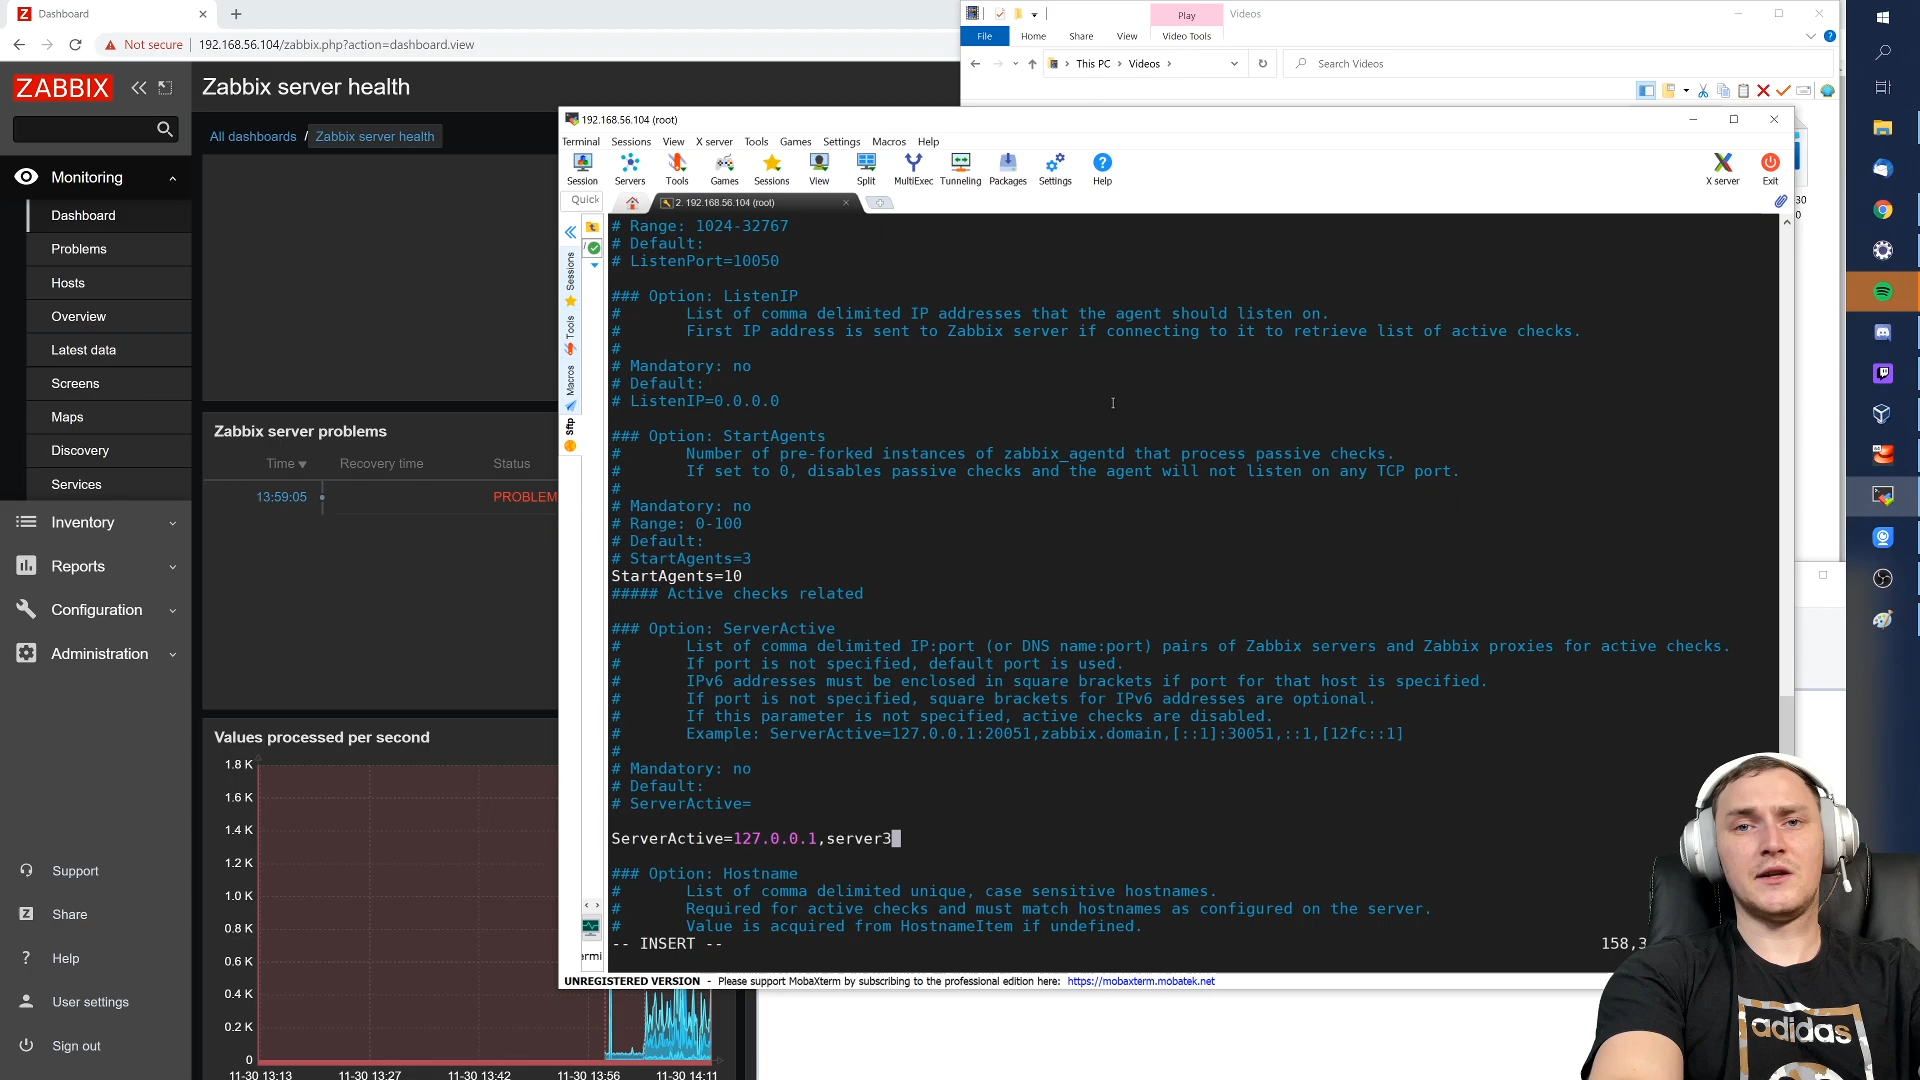 Dashboard
Not secure
192.168.56.104/zabbix.php?action=dashboard.view
ZABBIX
Zabbix server health
All dashboards / Zabbix server health
Monitoring
Dashboard
Problems
Hosts
Overview
Latest data
Screens
Maps
Discovery
Services
Inventory
Reports
Configuration
Administration
Support
Share
Help
User settings
Sign out
Zabbix server problems
Time
Recovery time
Status
13:59:05
PROBLEM
Values processed per second
1.8 K
1.6 K
1.4 K
1.2 K
1.0 K
0.8 K
0.6 K
0.4 K
0.2 K
0
11-30 13:13
11-30 13:27
11-30 13:42
11-30 13:56
11-30 14:11
Play
Videos
File
Home
Share
View
Video Tools
This PC > Videos >
Search Videos
192.168.56.104 (root)
Terminal Sessions View X server Tools Games Settings Macros Help
Session Servers Tools Games Sessions View Split MultiExec Tunneling Packages Settings Help
X server Exit
Quick
2. 192.168.56.104 (root)
Sessions
Tools
Macros
Sftp
# Range: 1024-32767
# Default:
# ListenPort=10050
### Option: ListenIP
# List of comma delimited IP addresses that the agent should listen on.
# First IP address is sent to Zabbix server if connecting to it to retrieve list of active checks.
#
# Mandatory: no
# Default:
# ListenIP=0.0.0.0
### Option: StartAgents
# Number of pre-forked instances of zabbix_agentd that process passive checks.
# If set to 0, disables passive checks and the agent will not listen on any TCP port.
#
# Mandatory: no
# Range: 0-100
# Default:
# StartAgents=3
StartAgents=10
##### Active checks related
### Option: ServerActive
# List of comma delimited IP:port (or DNS name:port) pairs of Zabbix servers and Zabbix proxies for active checks.
# If port is not specified, default port is used.
# IPv6 addresses must be enclosed in square brackets if port for that host is specified.
# If port is not specified, square brackets for IPv6 addresses are optional.
# If this parameter is not specified, active checks are disabled.
# Example: ServerActive=127.0.0.1:20051,zabbix.domain,[::1]:30051,::1,[12fc::1]
#
# Mandatory: no
# Default:
# ServerActive=
ServerActive=127.0.0.1,server3
### Option: Hostname
# List of comma delimited unique, case sensitive hostnames.
# Required for active checks and must match hostnames as configured on the server.
# Value is acquired from HostnameItem if undefined.
-- INSERT --
158,3
ermi
UNREGISTERED VERSION - Please support MobaXterm by subscribing to the professional edition here: https://mobaxterm.mobatek.net
30
0
adidas